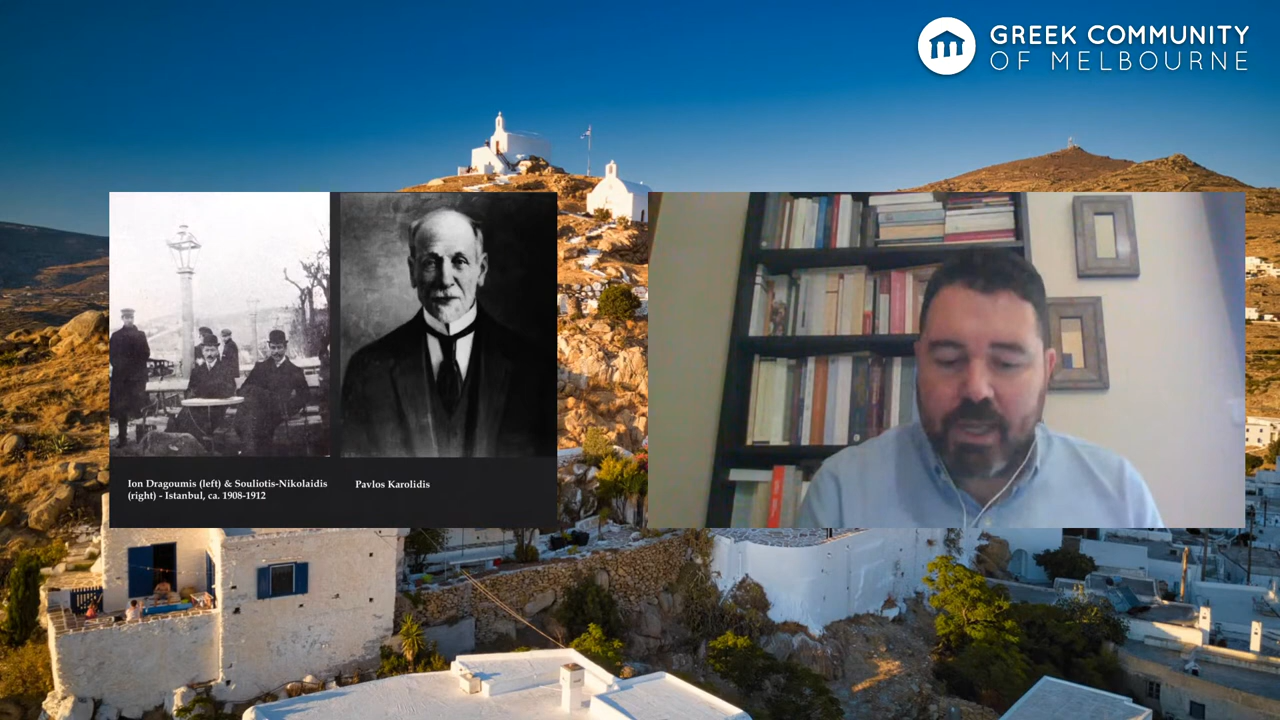 GREEK COMMUNITY
OF MELBOURNE
Ion Dragoumis (left) & Souliotis-Nikolaidis
(right) - Istanbul, ca. 1908-1912
Pavlos Karolidis